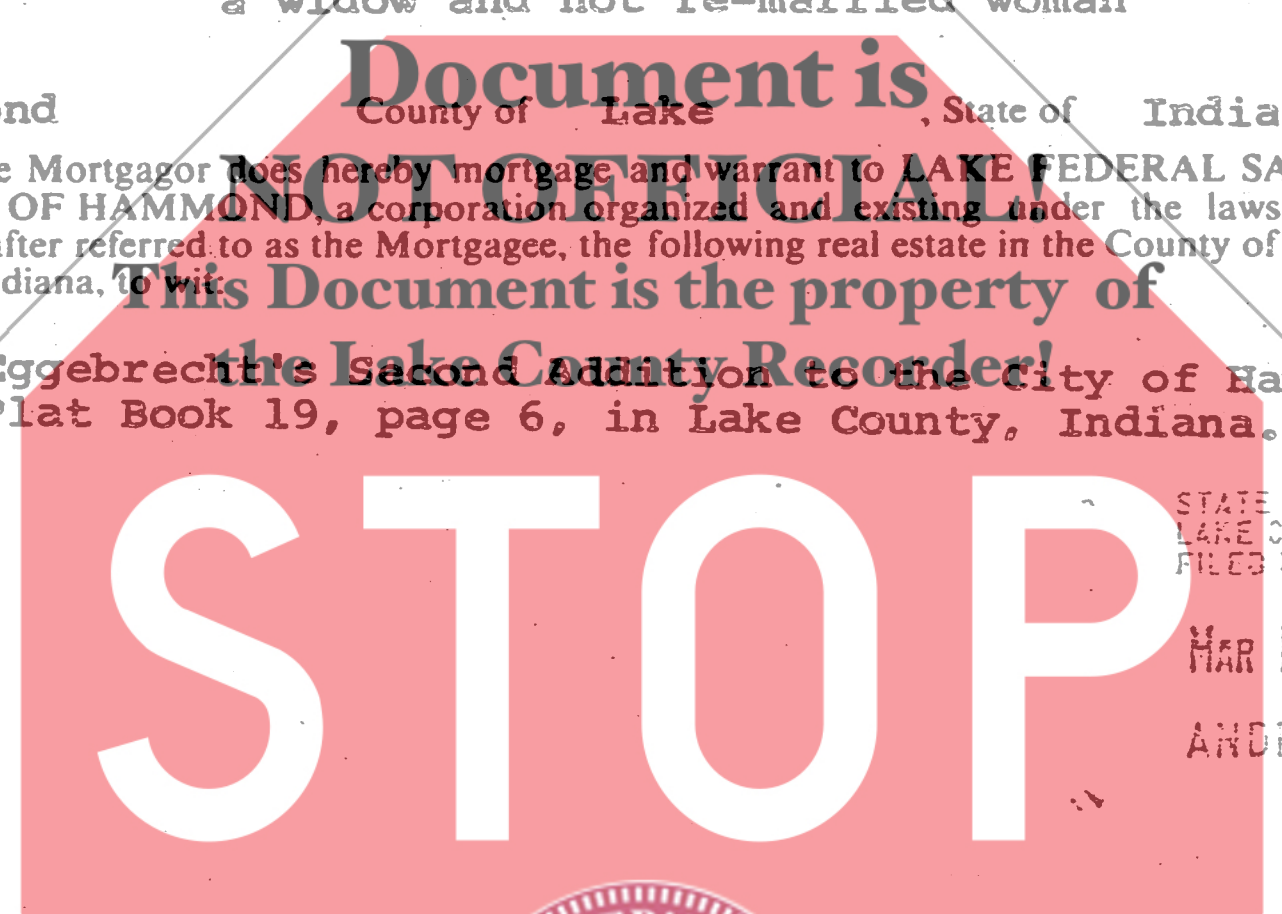 a widow and not re-married woman
Document is
ond County of Lake , State of India
e Mortgagor does hereby mortgage and warrant to LAKE FEDERAL SA
NOT OFFICIAL!
OF HAMMOND, a corporation organized and existing under the laws
after referred to as the Mortgagee, the following real estate in the County of
diana, to wit:
This Document is the property of
the Lake County Recorder!
Eggebrecht's Second Addition to the City of Ha
Plat Book 19, page 6, in Lake County, Indiana.
STOP
STATE
LAKE
FILED
MAR
AND